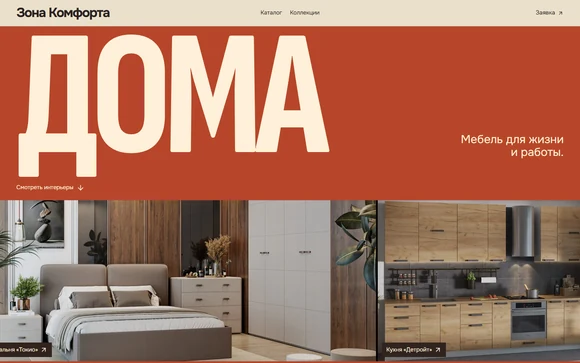 Зона Комфорта
Каталог
Коллекции
Заявка
ДОМА
Мебель для жизни
и работы.
Смотреть интерьеры
альня «Токио»
Кухня «Детройт»